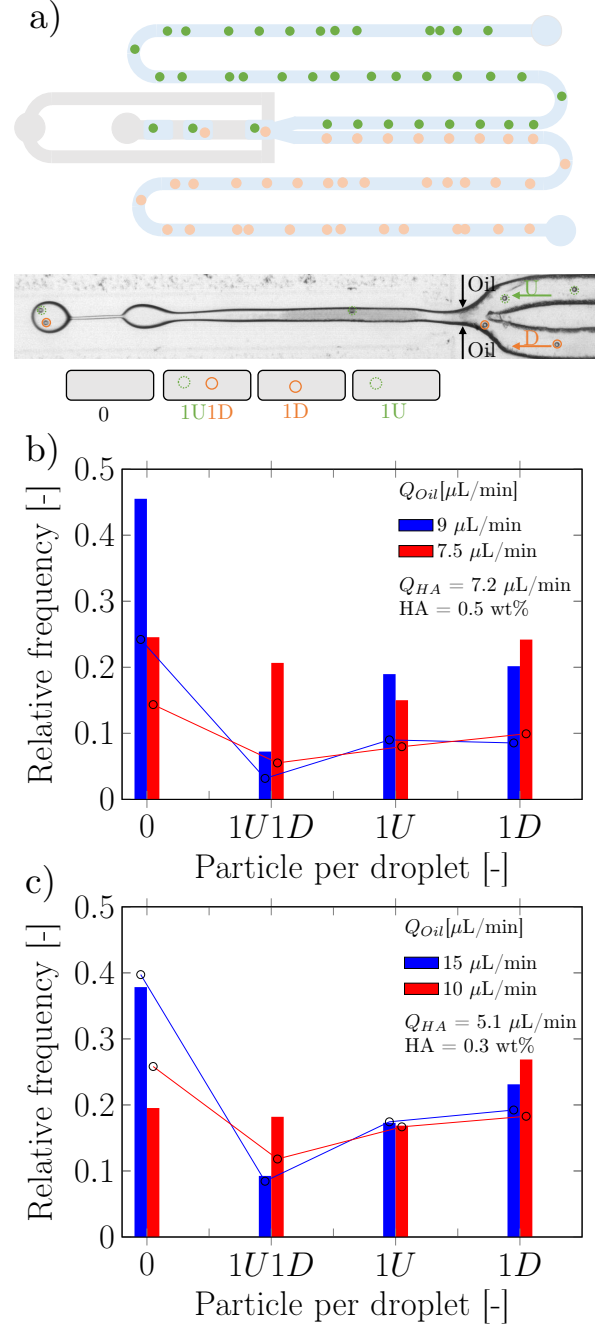 a)
Oil
U
D
Oil
0
1U1D
1D
1U
b)
Relative frequency [-]
0.5
0.4
0.3
0.2
0.1
0
Q_Oil[μL/min]
9 μL/min
7.5 μL/min
Q_HA = 7.2 μL/min
HA = 0.5 wt%
0 1U1D 1U 1D
Particle per droplet [-]
c)
Relative frequency [-]
0.5
0.4
0.3
0.2
0.1
0
Q_Oil[μL/min]
15 μL/min
10 μL/min
Q_HA = 5.1 μL/min
HA = 0.3 wt%
0 1U1D 1U 1D
Particle per droplet [-]